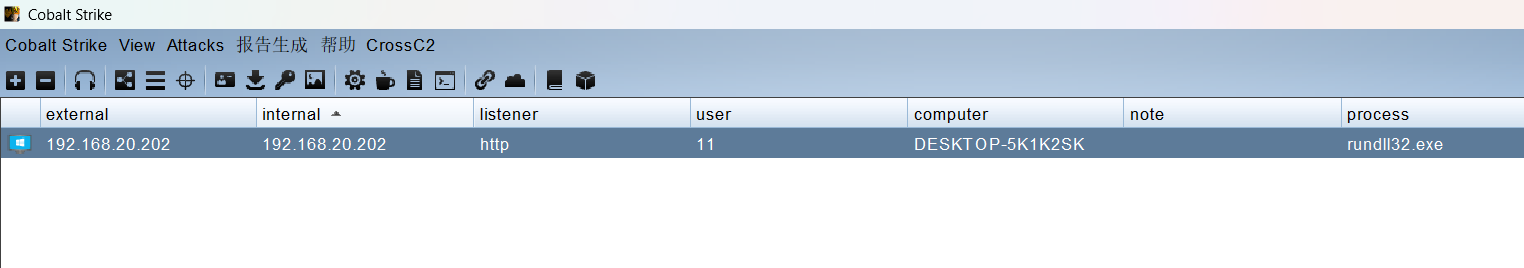 Cobalt Strike
Cobalt Strike View Attacks 报告生成 帮助 CrossC2
external internal listener user computer note process
192.168.20.202 192.168.20.202 http 11 DESKTOP-5K1K2SK rundll32.exe